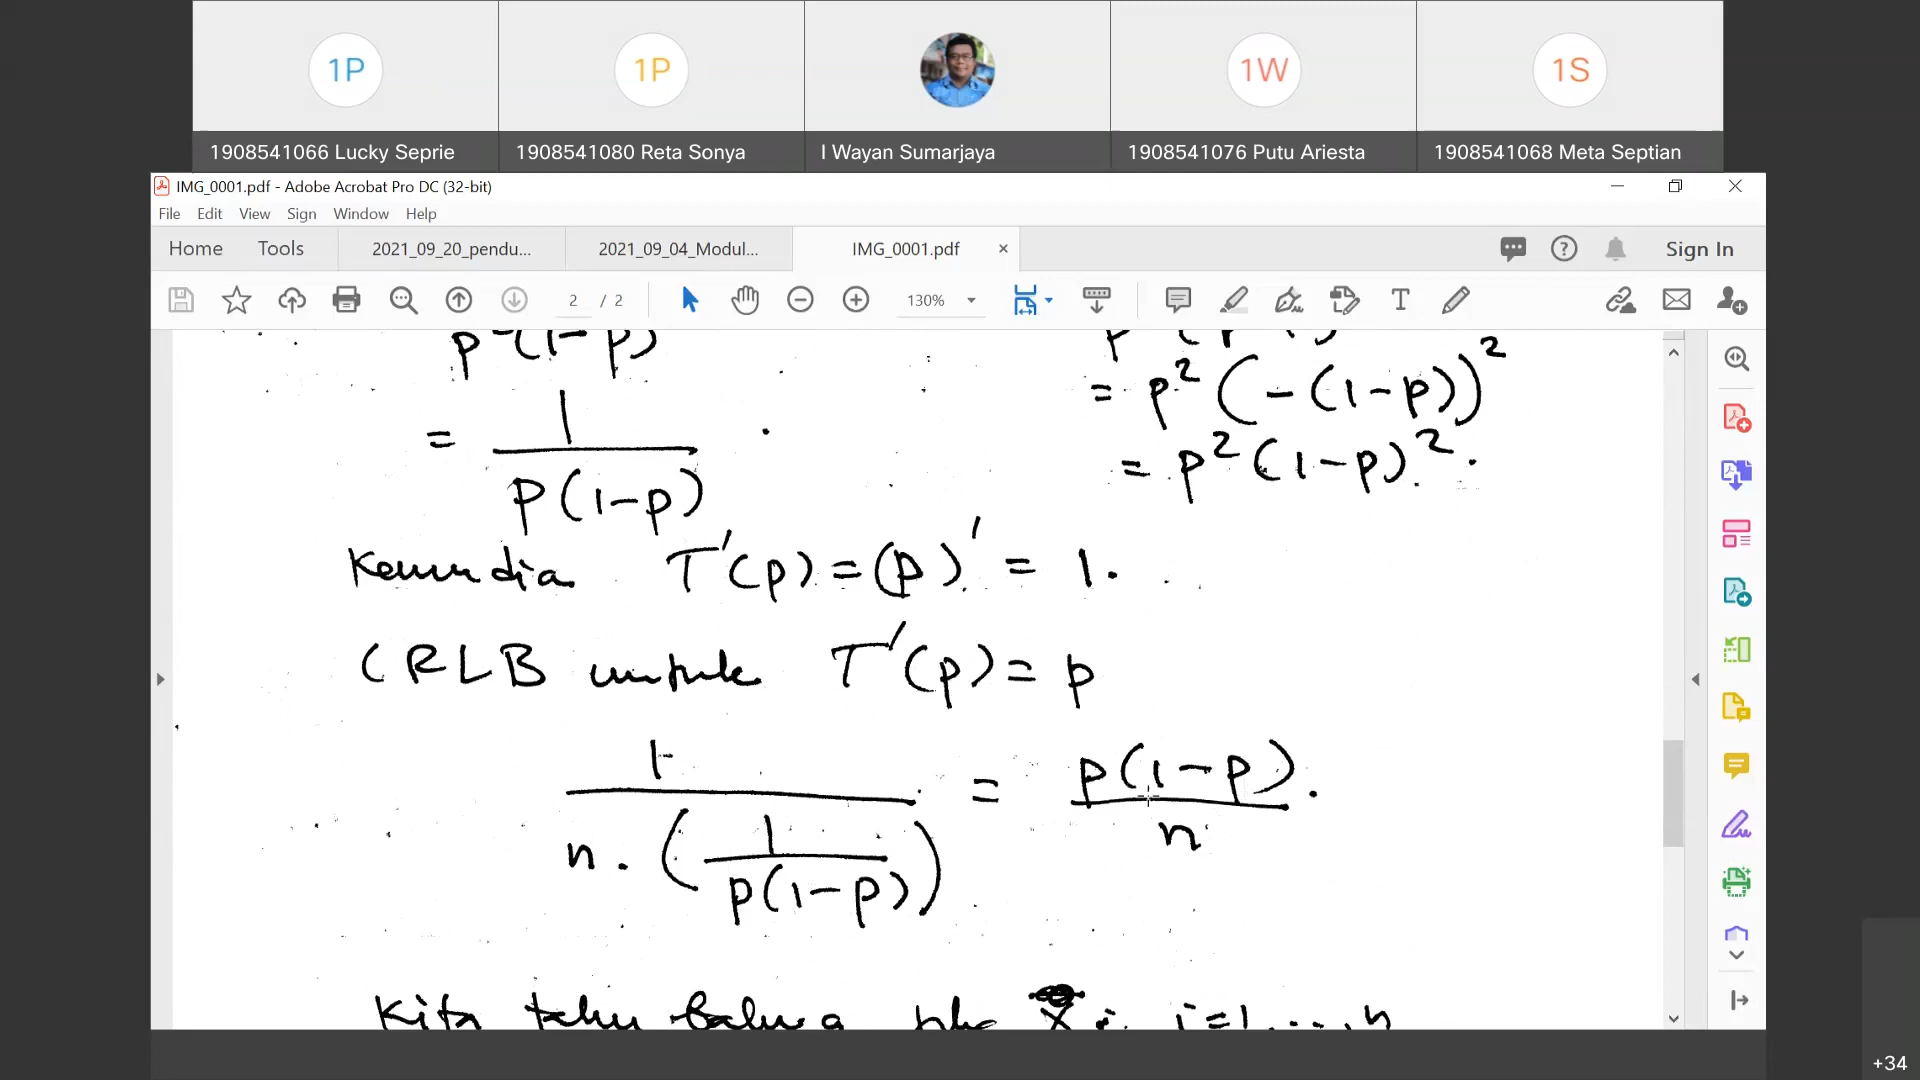 1P
1P
1W
1S
1908541066 Lucky Seprie
1908541080 Reta Sonya
I Wayan Sumarjaya
1908541076 Putu Ariesta
1908541068 Meta Septian
IMG_0001.pdf - Adobe Acrobat Pro DC (32-bit)
File Edit View Sign Window Help
Home Tools 2021_09_20_pendu... 2021_09_04_Modul... IMG_0001.pdf × Sign In
2 / 2 130%
= p² (-(1-p))²
= 1 / p(1-p) .
= p² (1-p)² .
Kemudia T'(p) = (p)' = 1.
CRLB untuk T'(p) = p
1 / n . (1 / p(1-p)) = p(1-p) / n .
Kita tahu bahwa i=1,...,n
+34